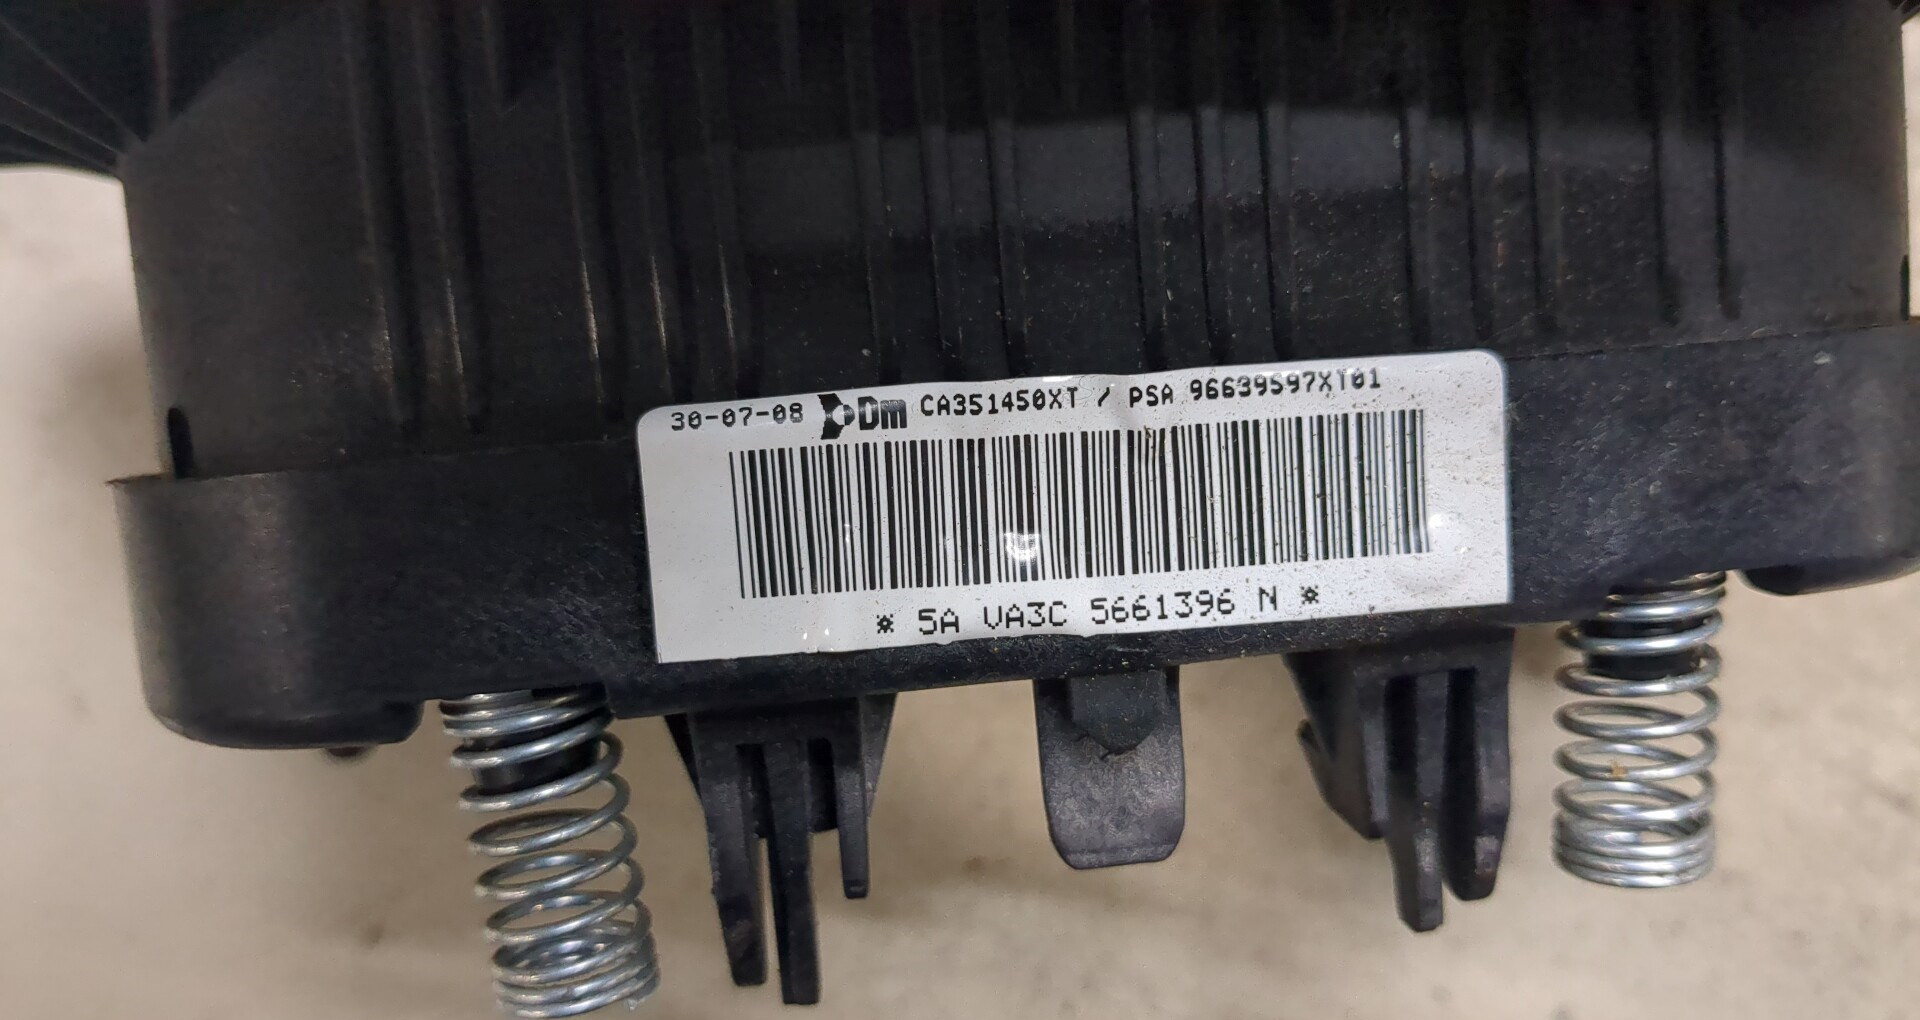 30-07-08 Dm CA351450XT / PSA 96639597XT01
* 5A VA3C 5661396 N *